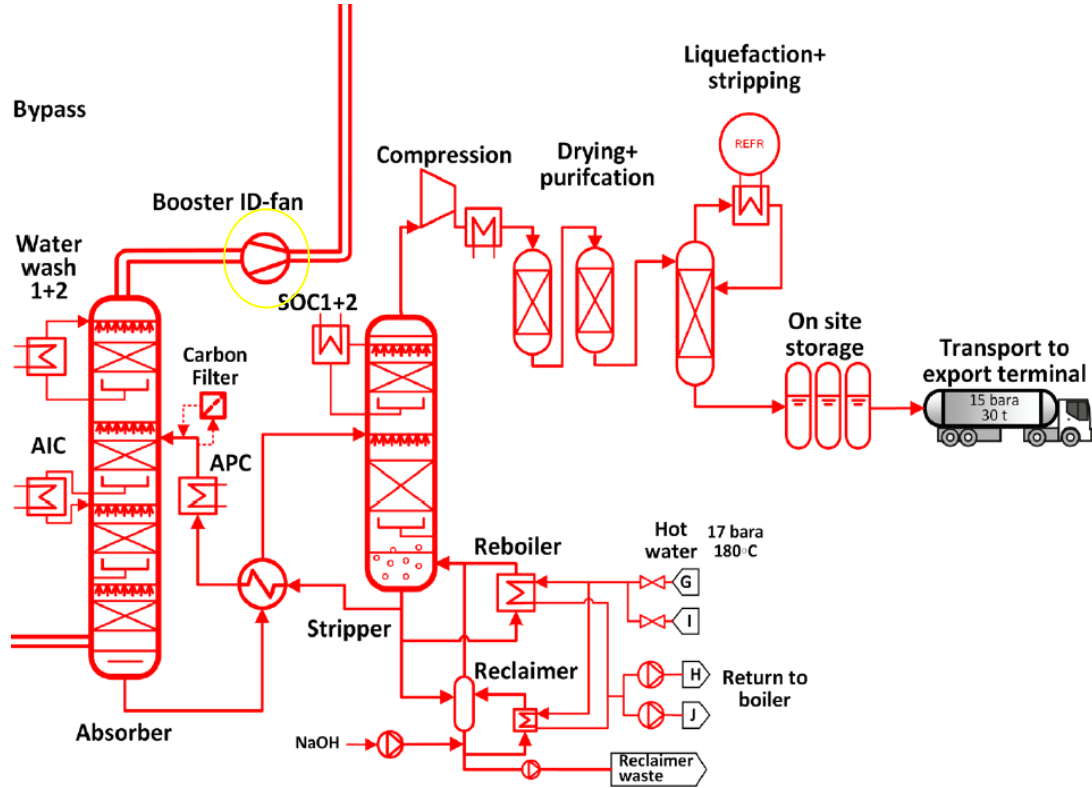 Bypass
Booster ID-fan
Water
wash
1+2
AIC
Carbon
Filter
APC
Absorber
SOC1+2
Stripper
Compression
Drying+
purifcation
Liquefaction+
stripping
REFR
On site
storage
Transport to
export terminal
15 bara
30 t
Reboiler
Hot
water
17 bara
180°C
G
I
Reclaimer
H
J
Return to
boiler
NaOH
Reclaimer
waste